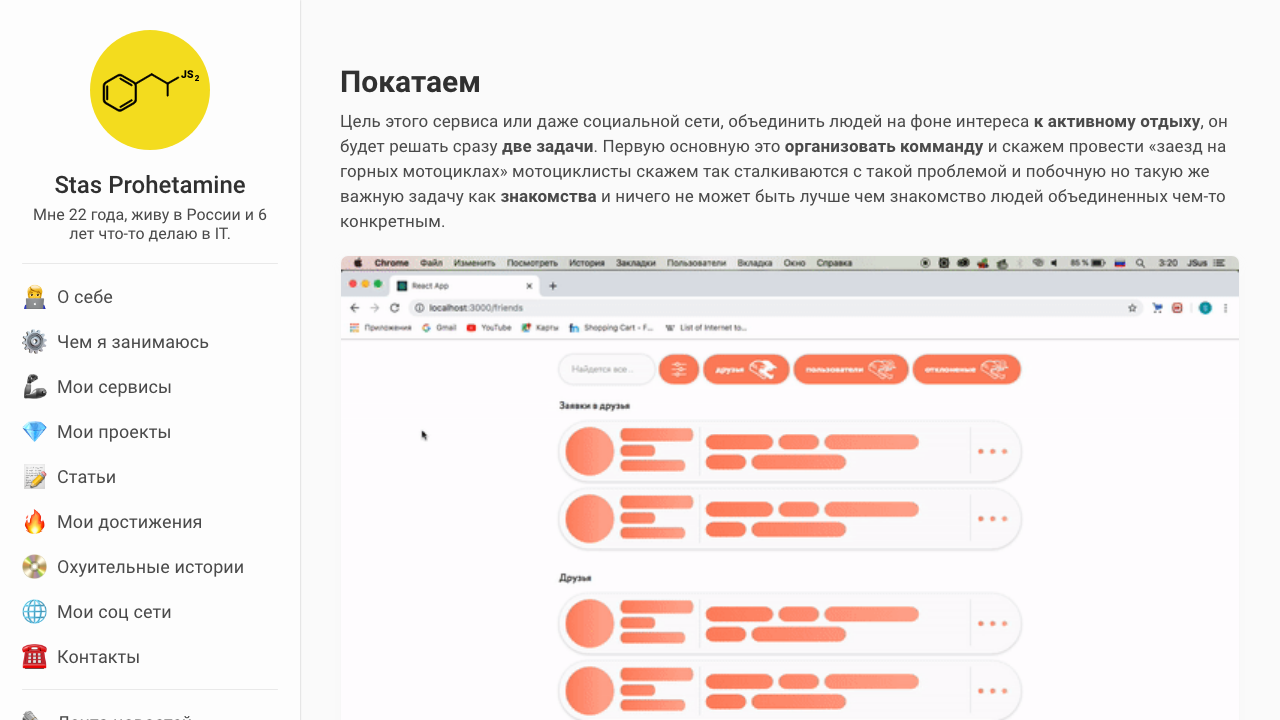 JS2
Stas Prohetamine
Мне 22 года, живу в России и 6
лет что-то делаю в IT.
О себе
Чем я занимаюсь
Мои сервисы
Мои проекты
Статьи
Мои достижения
Охуительные истории
Мои соц сети
Контакты
Покатаем
Цель этого сервиса или даже социальной сети, объединить людей на фоне интереса к активному отдыху, он
будет решать сразу две задачи. Первую основную это организовать комманду и скажем провести «заезд на
горных мотоциклах» мотоциклисты скажем так сталкиваются с такой проблемой и побочную но такую же
важную задачу как знакомства и ничего не может быть лучше чем знакомство людей объединенных чем-то
конкретным.
Chrome Файл Изменить Посмотреть История Закладки Пользователи Вкладка Окно Справка 85 % 3:20 JSus
React App
localhost:3000/friends
Приложения Gmail YouTube Карты Shopping Cart - F... List of Internet to...
Найдется все... друзья пользователи отклоненые
Заявки в друзья
Друзья